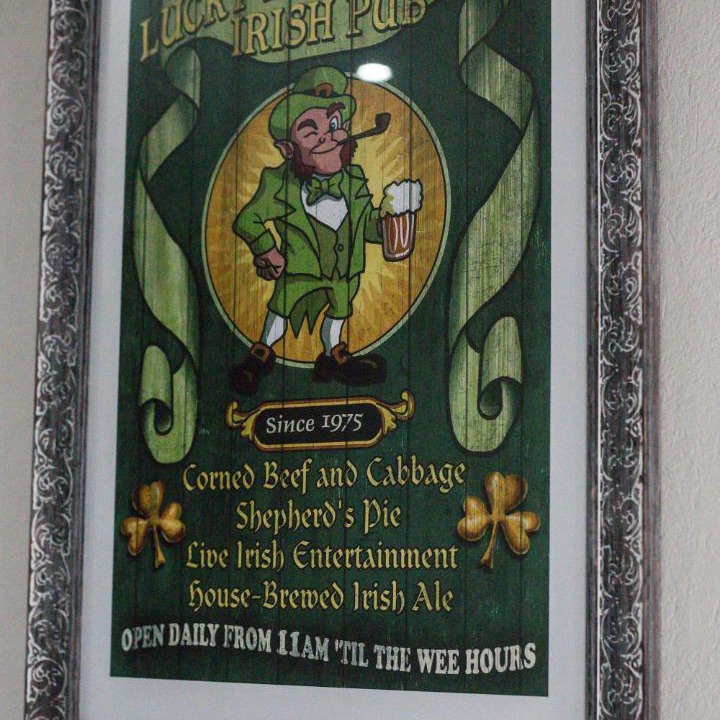 LUCKY
IRISH PUB
Since 1975
Corned Beef and Cabbage
Shepherd's Pie
Live Irish Entertainment
House-Brewed Irish Ale
OPEN DAILY FROM 11AM 'TIL THE WEE HOURS